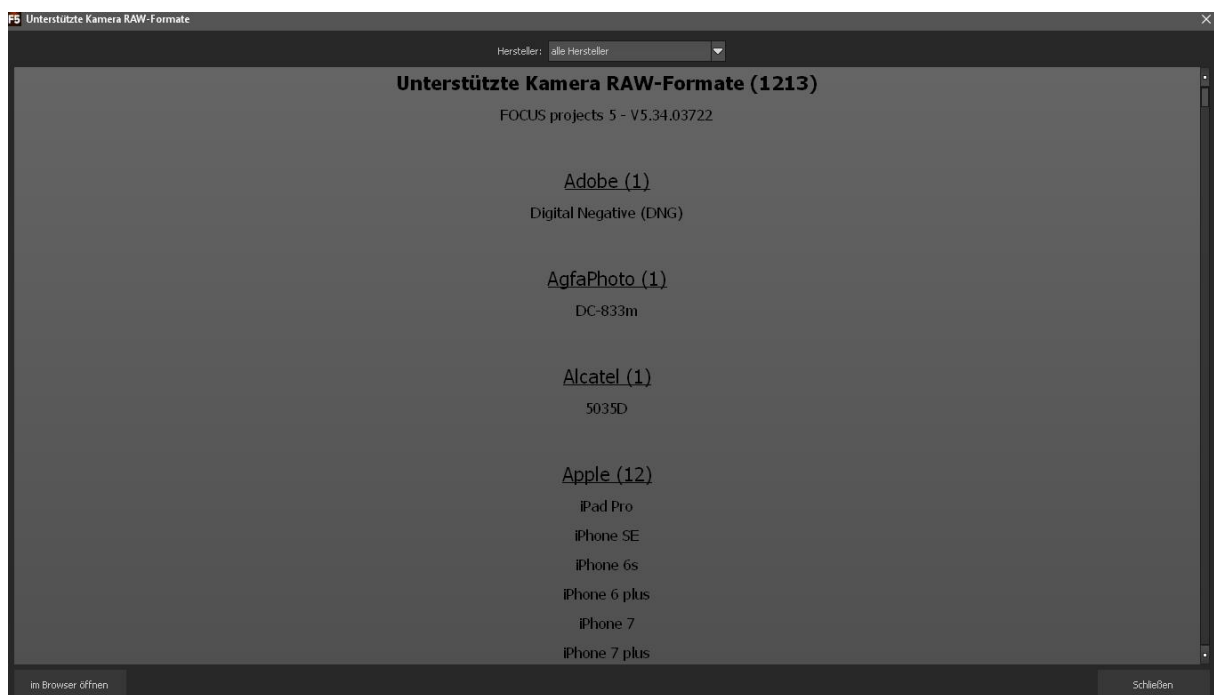 F5 Unterstützte Kamera RAW-Formate
Hersteller: alle Hersteller
Unterstützte Kamera RAW-Formate (1213)
FOCUS projects 5 - V5.34.03722
Adobe (1)
Digital Negative (DNG)
AgfaPhoto (1)
DC-833m
Alcatel (1)
5035D
Apple (12)
iPad Pro
iPhone SE
iPhone 6s
iPhone 6 plus
iPhone 7
iPhone 7 plus
im Browser öffnen
Schließen